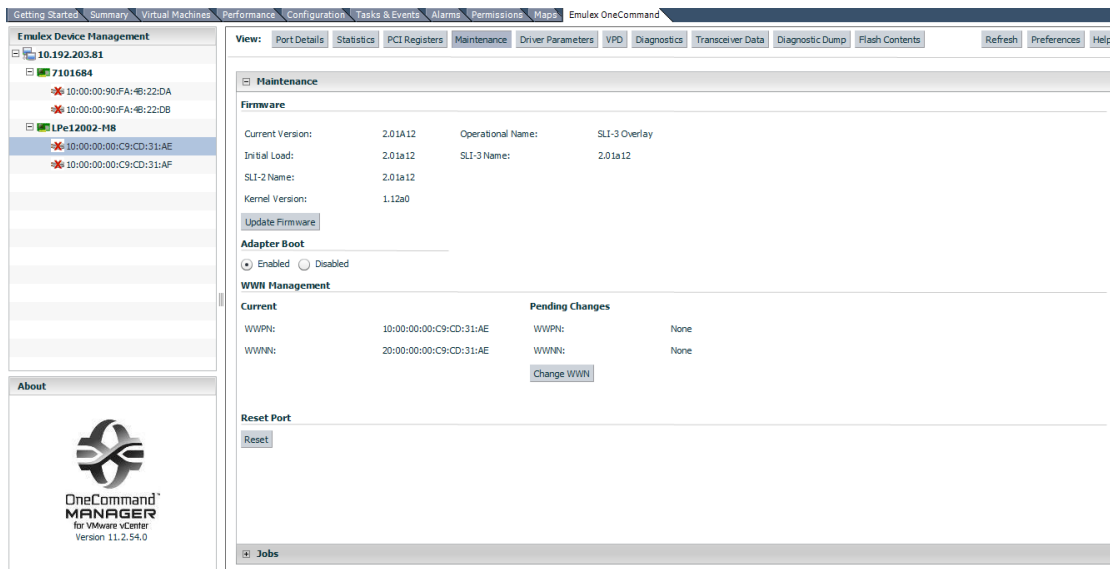 Getting Started Summary Virtual Machines Performance Configuration Tasks & Events Alarms Permissions Maps Emulex OneCommand
Emulex Device Management
10.192.203.81
7101684
10:00:00:90:FA:4B:22:DA
10:00:00:90:FA:4B:22:DB
LPe12002-M8
10:00:00:00:C9:CD:31:AE
10:00:00:00:C9:CD:31:AF
View: Port Details Statistics PCI Registers Maintenance Driver Parameters VPD Diagnostics Transceiver Data Diagnostic Dump Flash Contents Refresh Preferences Help
Maintenance
Firmware
Current Version: 2.01A12 Operational Name: SLI-3 Overlay
Initial Load: 2.01a12 SLI-3 Name: 2.01a12
SLI-2 Name: 2.01a12
Kernel Version: 1.12a0
Update Firmware
Adapter Boot
Enabled Disabled
WWN Management
Current Pending Changes
WWPN: 10:00:00:00:C9:CD:31:AE WWPN: None
WWNN: 20:00:00:00:C9:CD:31:AE WWNN: None
Change WWN
Reset Port
Reset
Jobs
About
OneCommand™
MANAGER
for VMware vCenter
Version 11.2.54.0